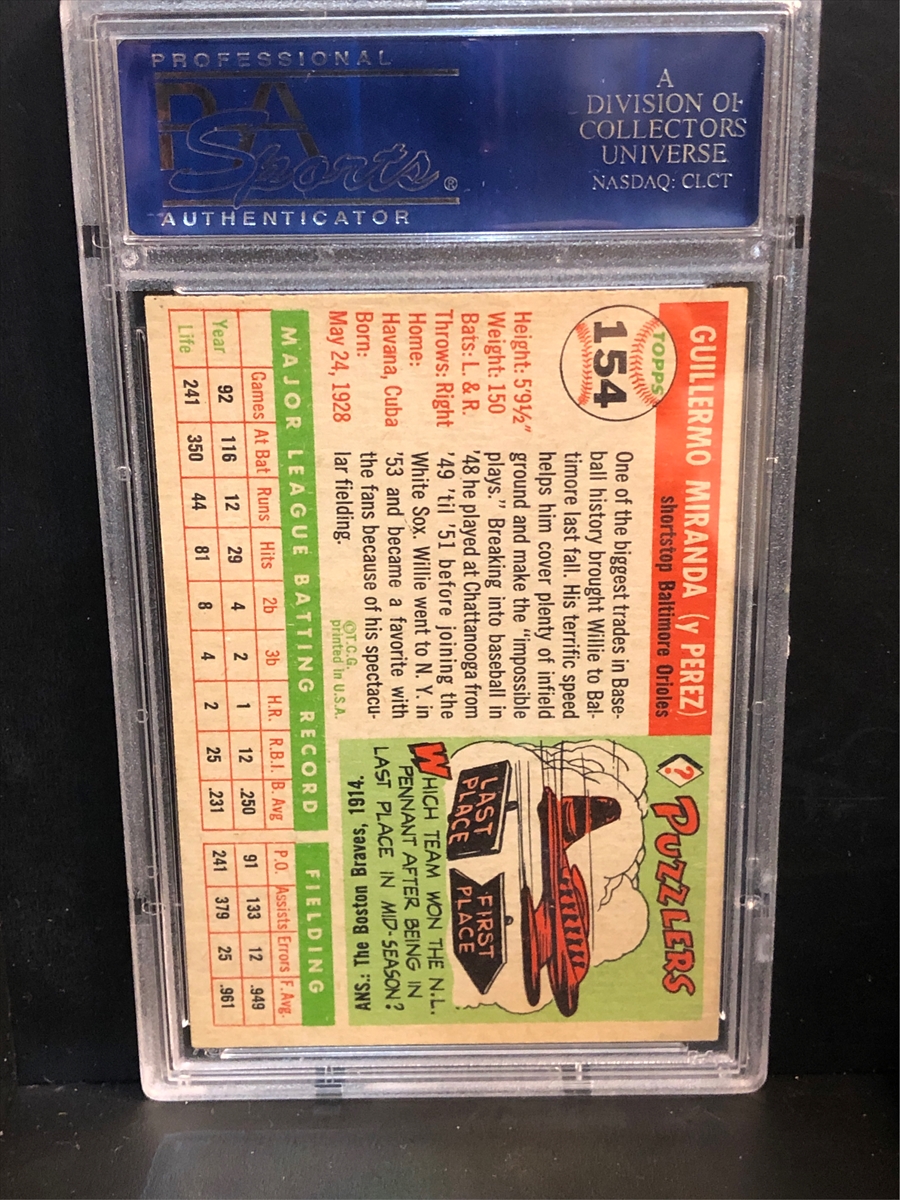 PROFESSIONAL
PSA
Sports®
AUTHENTICATOR
A
DIVISION OF
COLLECTORS
UNIVERSE
NASDAQ: CLCT
TOPPS
154
GUILLERMO MIRANDA (y PEREZ)
shortstop Baltimore Orioles
Height: 5'9½"
Weight: 150
Bats: L. & R.
Throws: Right
Home:
Havana, Cuba
Born:
May 24, 1928
One of the biggest trades in Base-
ball history brought Willie to Bal-
timore last fall. His terrific speed
helps him cover plenty of infield
ground and make the "impossible
plays." Breaking into baseball in
'48 he played at Chattanooga from
'49 'til '51 before joining the
White Sox. Willie went to N. Y. in
'53 and became a favorite with
the fans because of his spectacu-
lar fielding.
©T.C.G.
printed in U.S.A.
? PUZZLERS
LAST
PLACE
FIRST
PLACE
WHICH TEAM WON THE N.L.
PENNANT AFTER BEING IN
LAST PLACE IN MID-SEASON?
ANS.: The Boston Braves, 1914.
MAJOR LEAGUE BATTING RECORD
FIELDING
Games At Bat Runs Hits 2b 3b H.R. R.B.I. B. Avg P.O. Assists Errors F. Avg.
Year 92 116 12 29 4 2 1 12 .250 91 133 12 .949
Life 241 350 44 81 8 4 2 25 .231 241 379 25 .961